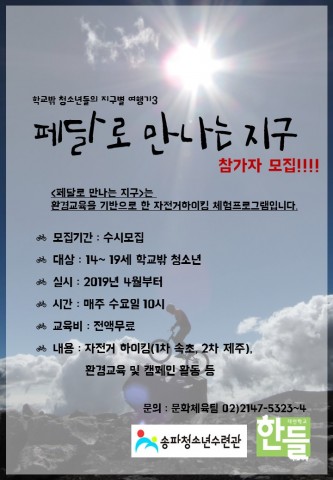 학교밖 청소년들의 지구별 여행기3
페달로 만나는 지구
참가자 모집!!!!
<페달로 만나는 지구>는
환경교육을 기반으로 한 자전거하이킹 체험프로그램입니다.
모집기간 : 수시모집
대상 : 14~ 19세 학교밖 청소년
실시 : 2019년 4월부터
시간 : 매주 수요일 10시
교육비 : 전액무료
내용 : 자전거 하이킹(1차 속초, 2차 제주),
환경교육 및 캠페인 활동 등
문의 : 문화체육팀 02)2147-5323~4
송파청소년수련관
대안학교
한들